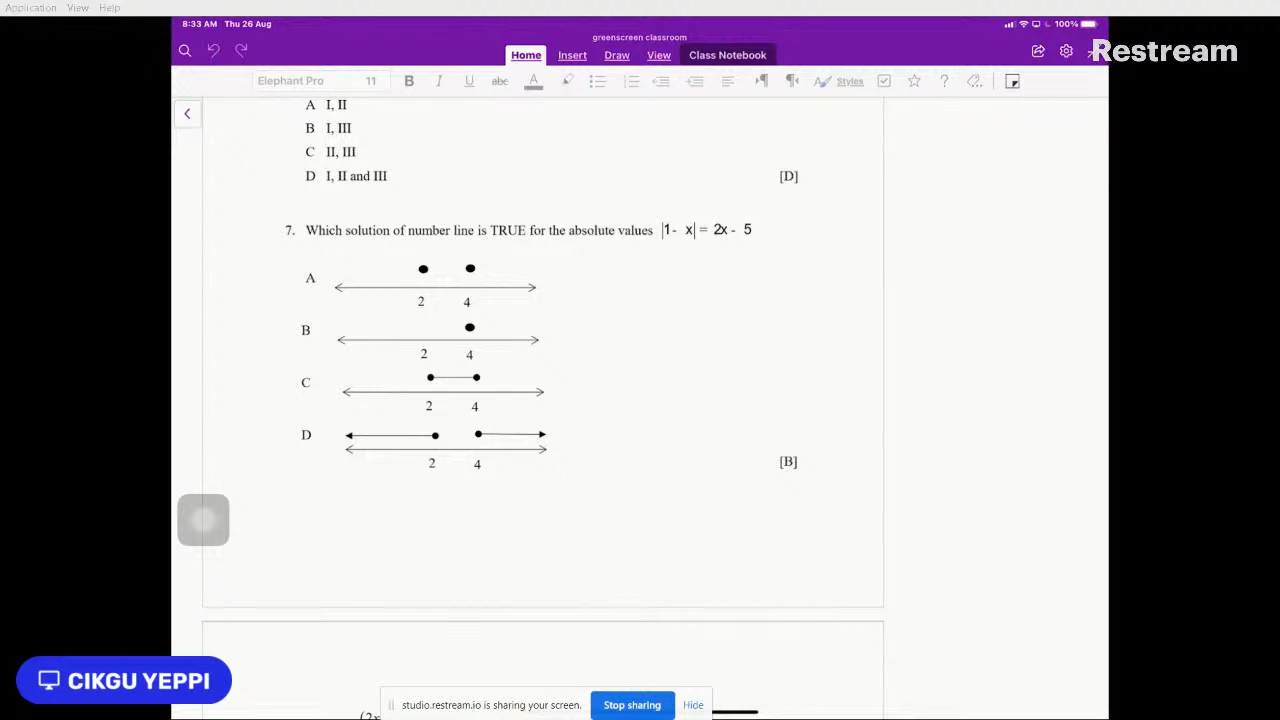 Application View Help
8:33 AM Thu 26 Aug
100%
greenscreen classroom
Home Insert Draw View Class Notebook
Restream
Elephant Pro 11 B I U abc A Styles ?
A I, II
B I, III
C II, III
D I, II and III [D]
7. Which solution of number line is TRUE for the absolute values |1 - x| = 2x - 5
A
2 4
B
2 4
C
2 4
D
2 4
[B]
CIKGU YEPPI
studio.restream.io is sharing your screen. Stop sharing Hide